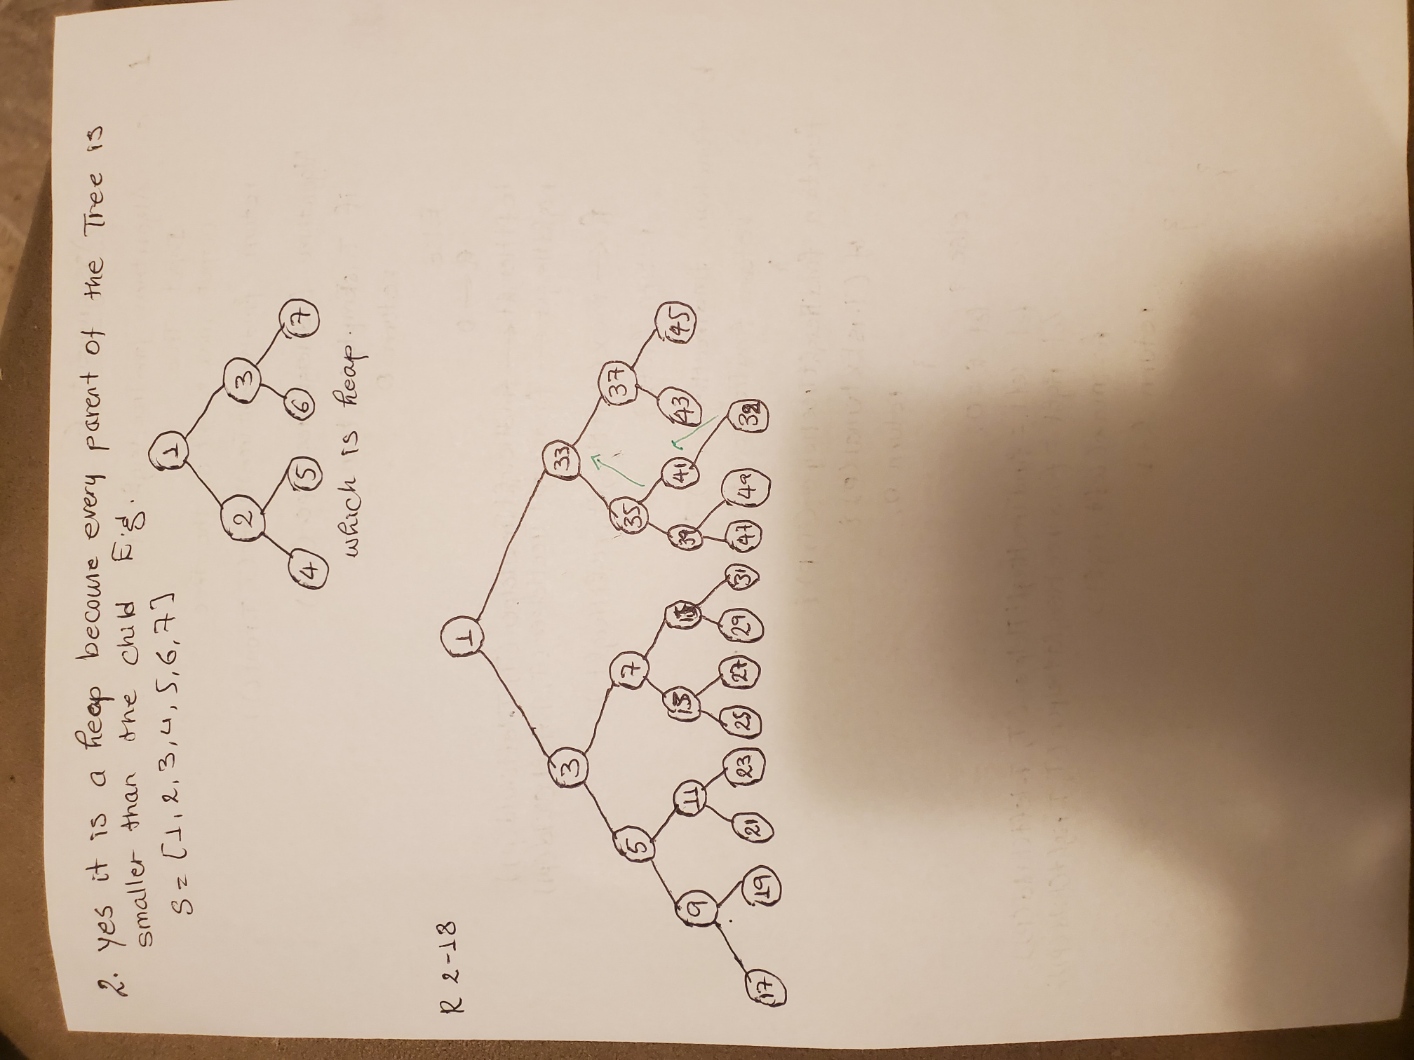 2. yes it is a heap becouse every parent of the Tree is
smaller than the child E.g.
S = [1, 2, 3, 4, 5, 6, 7]
1
2 3
4 5 6 7
which is heap.
R 2-18
1
3 33
5 7 35 37
9 11 13 15 39 41 43 45
17 19 21 23 25 27 29 31 47 49 32